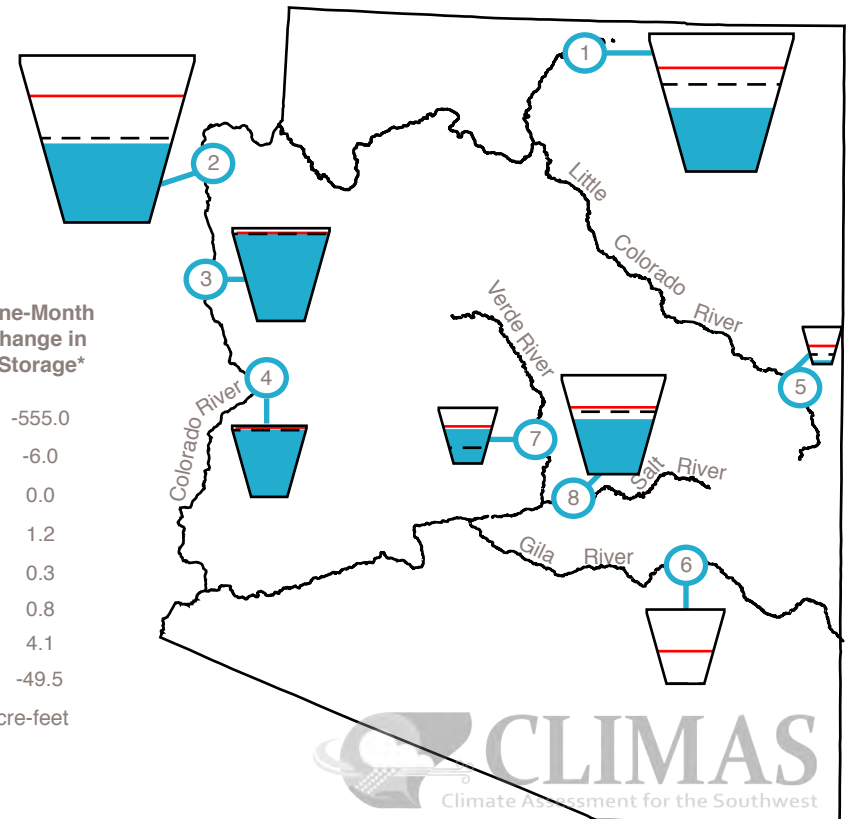 1
2
Little
Colorado
River
3
ne-Month
hange in
Storage*
Verde River
4
5
Colorado River
-555.0
-6.0
7
8
Salt River
0.0
1.2
Gila River
6
0.3
0.8
4.1
-49.5
cre-feet
CLIMAS
Climate Assessment for the Southwest